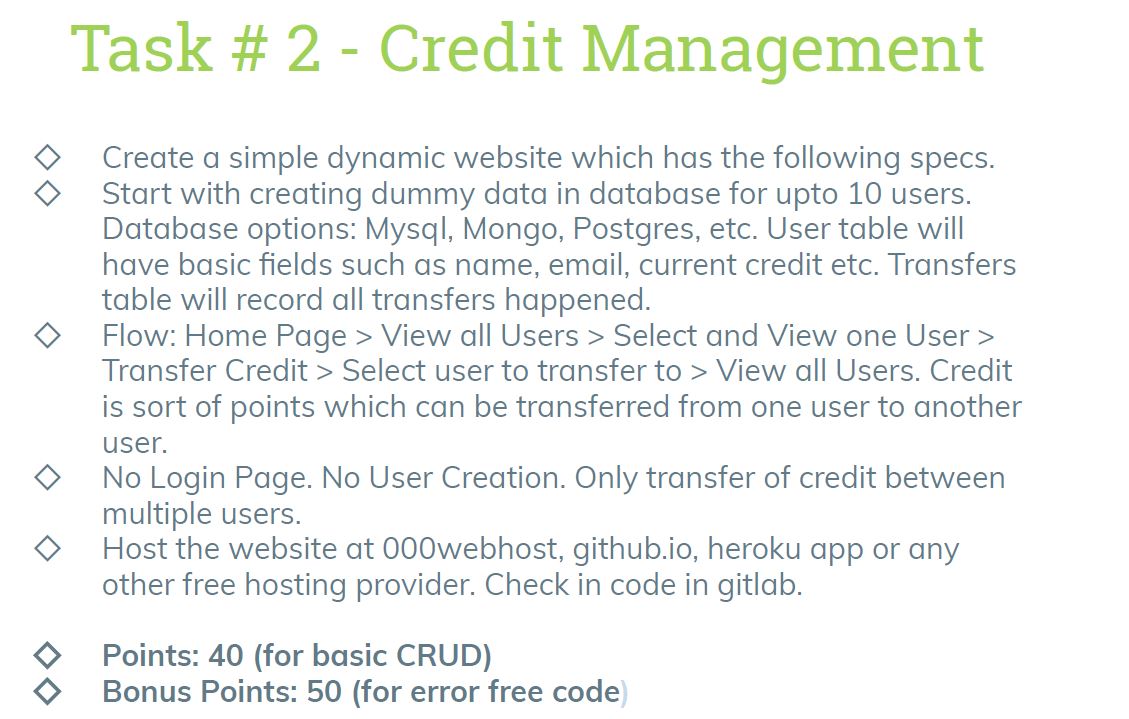 Task # 2 - Credit Management
Create a simple dynamic website which has the following specs.
Start with creating dummy data in database for upto 10 users.
Database options: Mysql, Mongo, Postgres, etc. User table will
have basic fields such as name, email, current credit etc. Transfers
table will record all transfers happened.
Flow: Home Page > View all Users > Select and View one User >
Transfer Credit > Select user to transfer to > View all Users. Credit
is sort of points which can be transferred from one user to another
user.
No Login Page. No User Creation. Only transfer of credit between
multiple users.
Host the website at 000webhost, github.io, heroku app or any
other free hosting provider. Check in code in gitlab.
Points: 40 (for basic CRUD)
Bonus Points: 50 (for error free code)